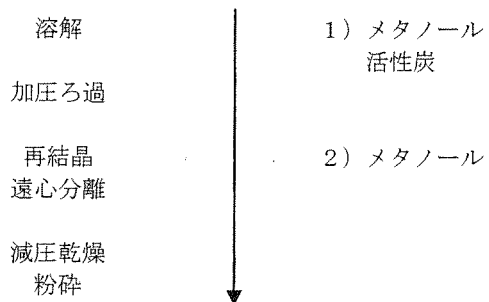 溶解
1）メタノール
活性炭
加圧ろ過
再結晶
2）メタノール
遠心分離
減圧乾燥
粉砕